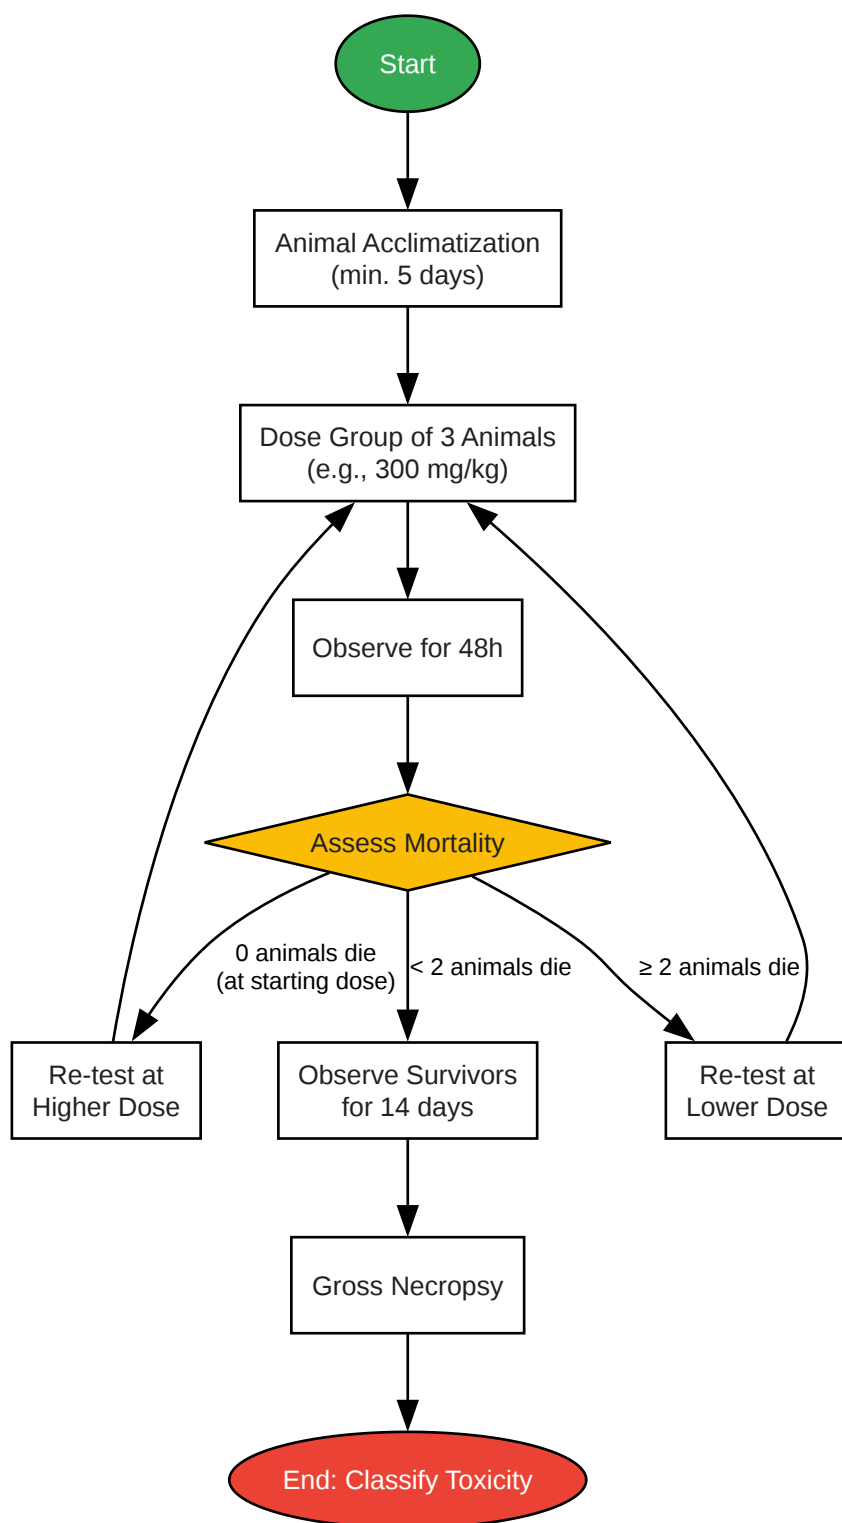 Start
Animal Acclimatization
(min. 5 days)
Dose Group of 3 Animals
(e.g., 300 mg/kg)
Observe for 48h
Assess Mortality
0 animals die
(at starting dose)
< 2 animals die
≥ 2 animals die
Re-test at
Higher Dose
Observe Survivors
for 14 days
Re-test at
Lower Dose
Gross Necropsy
End: Classify Toxicity